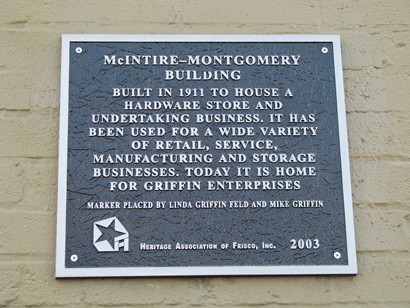 McIntire–Montgomery
Building
Built in 1911 to house a
hardware store and
undertaking business. It has
been used for a wide variety
of retail, service,
manufacturing and storage
businesses. Today it is home
for Griffin Enterprises
Marker placed by Linda Griffin Feld and Mike Griffin
Heritage Association of Frisco, Inc. 2003